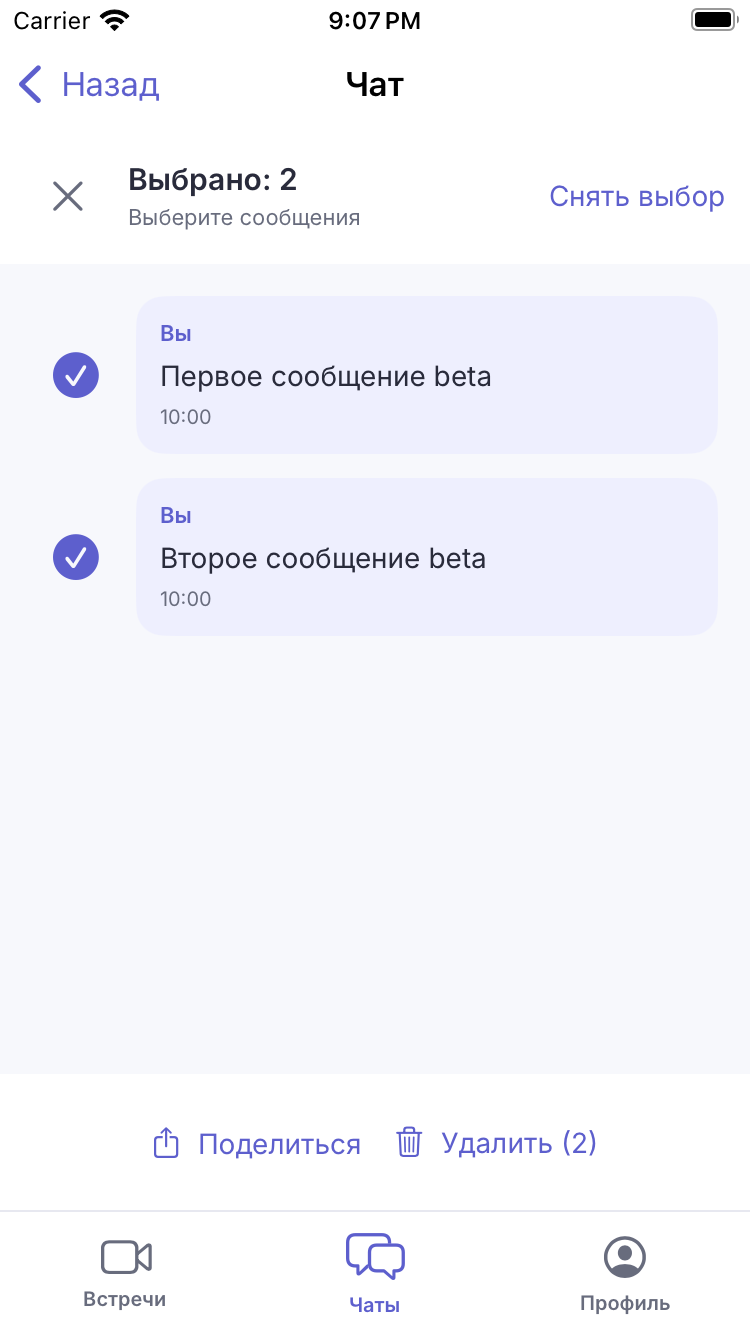 Carrier 9:07 PM
Назад Чат
Выбрано: 2
Выберите сообщения
Снять выбор
Вы
Первое сообщение beta
10:00
Вы
Второе сообщение beta
10:00
Поделиться Удалить (2)
Встречи Чаты Профиль